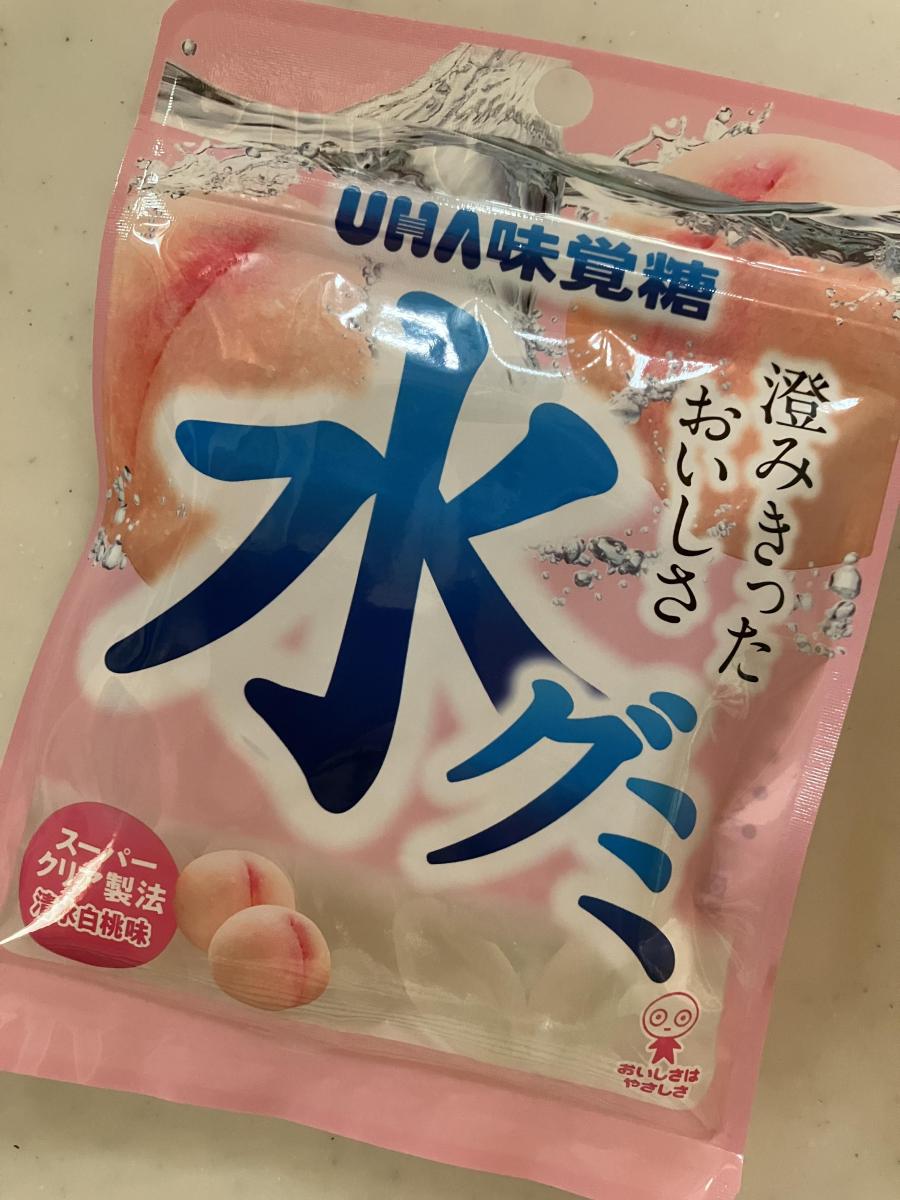 UHA味覚糖
水
グミ
澄みきった
おいしさ
スーパー
クリア製法
清水白桃味
おいしさは
やさしさ